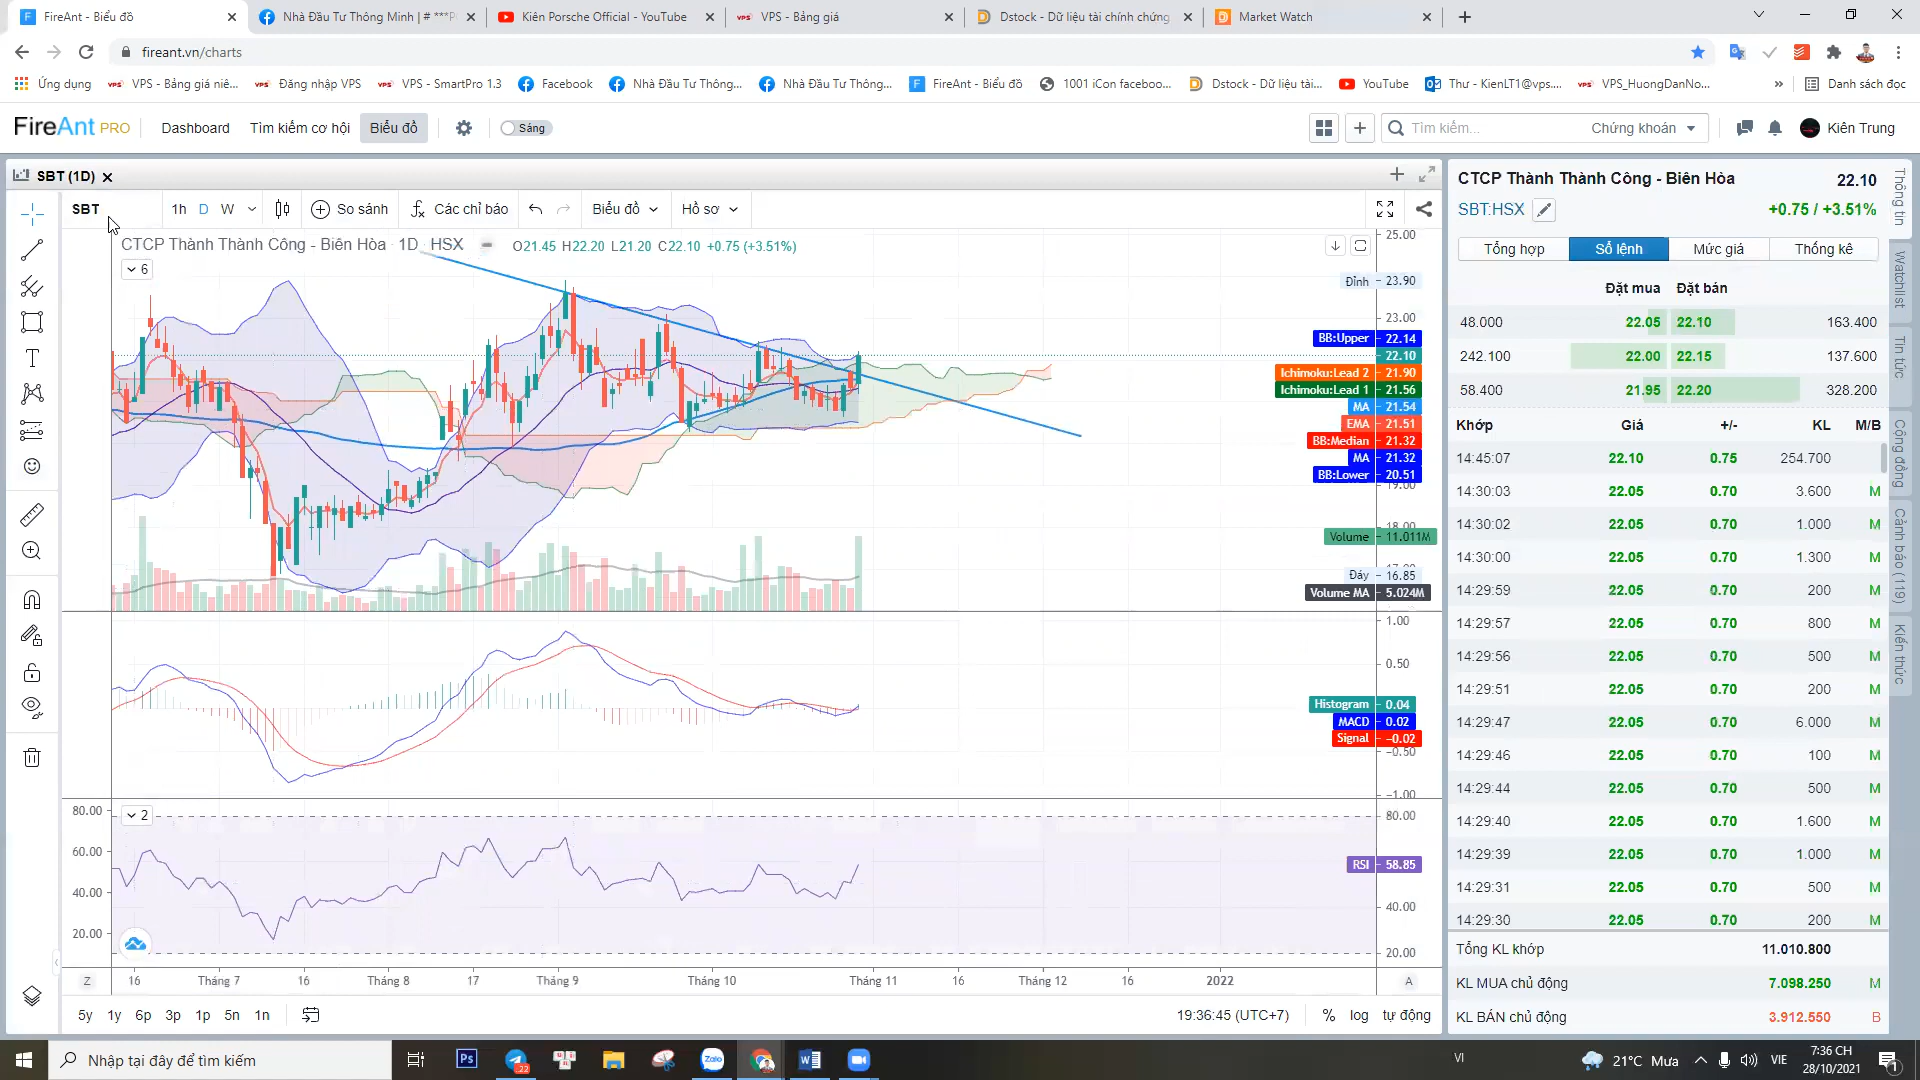 FireAnt - Biểu đồ
Nhà Đầu Tư Thông Minh | # ***P
Kiên Porsche Official - YouTube
VPS - Bảng giá
Dstock - Dữ liệu tài chính chứng
Market Watch
fireant.vn/charts
Ứng dụng
VPS - Bảng giá niê...
Đăng nhập VPS
VPS - SmartPro 1.3
Facebook
Nhà Đầu Tư Thông...
Nhà Đầu Tư Thông...
FireAnt - Biểu đồ
1001 iCon faceboo...
Dstock - Dữ liệu tài...
YouTube
Thư - KienLT1@vps....
VPS_HuongDanNo...
»
Danh sách đọc
FireAnt PRO
Dashboard
Tìm kiếm cơ hội
Biểu đồ
Sáng
Tìm kiếm...
Chứng khoán
Kiên Trung
SBT (1D)
SBT
1h D W
So sánh
Các chỉ báo
Biểu đồ
Hồ sơ
CTCP Thành Thành Công - Biên Hòa 1D HSX
O21.45 H22.20 L21.20 C22.10 +0.75 (+3.51%)
6
25.00
Đỉnh 23.90
23.00
BB:Upper 22.14
22.10
Ichimoku:Lead 2 21.90
Ichimoku:Lead 1 21.56
MA 21.54
EMA 21.51
BB:Median 21.32
MA 21.32
BB:Lower 20.51
19.00
18.00
Volume 11.011M
Đáy 16.85
Volume MA 5.024M
1.00
0.50
Histogram 0.04
MACD 0.02
Signal −0.02
−0.50
−1.00
2
80.00
60.00
40.00
20.00
80.00
RSI 58.85
40.00
20.00
Z
16
Tháng 7
16
Tháng 8
17
Tháng 9
Tháng 10
Tháng 11
16
Tháng 12
16
2022
A
5y 1y 6p 3p 1p 5n 1n
19:36:45 (UTC+7)
% log tự động
CTCP Thành Thành Công - Biên Hòa 22.10
SBT:HSX +0.75 / +3.51%
Tổng hợp
Sổ lệnh
Mức giá
Thống kê
Đặt mua Đặt bán
48.000 22.05 22.10 163.400
242.100 22.00 22.15 137.600
58.400 21.95 22.20 328.200
Khớp Giá +/- KL M/B
14:45:07 22.10 0.75 254.700
14:30:03 22.05 0.70 3.600 M
14:30:02 22.05 0.70 1.000 M
14:30:00 22.05 0.70 1.300 M
14:29:59 22.05 0.70 200 M
14:29:57 22.05 0.70 800 M
14:29:56 22.05 0.70 500 M
14:29:51 22.05 0.70 200 M
14:29:47 22.05 0.70 6.000 M
14:29:46 22.05 0.70 100 M
14:29:44 22.05 0.70 500 M
14:29:40 22.05 0.70 1.600 M
14:29:39 22.05 0.70 1.000 M
14:29:31 22.05 0.70 500 M
14:29:30 22.05 0.70 200 M
Tổng KL khớp 11.010.800
KL MUA chủ động 7.098.250 M
KL BÁN chủ động 3.912.550 B
Thông tin
Watchlist
Tin tức
Cộng đồng
Cảnh báo (119)
Kiến thức
Nhập tại đây để tìm kiếm
Ps
22
Zalo
VI
21°C Mưa
VIE
7:36 CH
28/10/2021
1